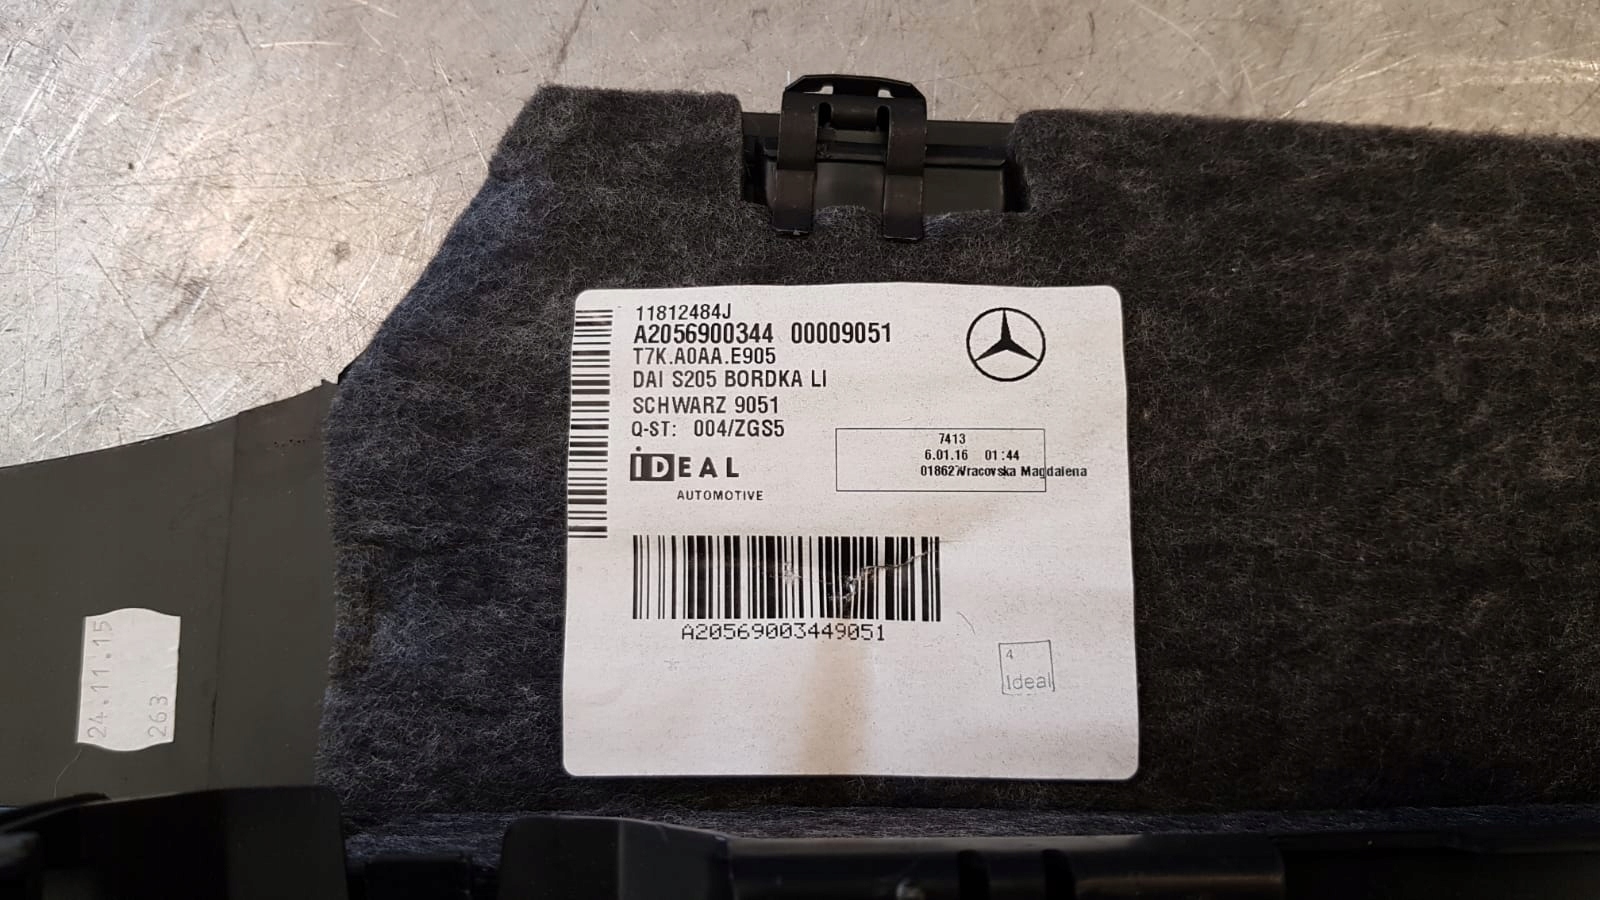 11812484J
A2056900344 00009051
T7K.A0AA.E905
DAI S205 BORDKA LI
SCHWARZ 9051
Q-ST: 004/ZGS5
iDEAL
AUTOMOTIVE
7413
6.01.16 01:44
018627Vracovska Magdalena
A20569003449051
4
Ideal
24.11.15
263